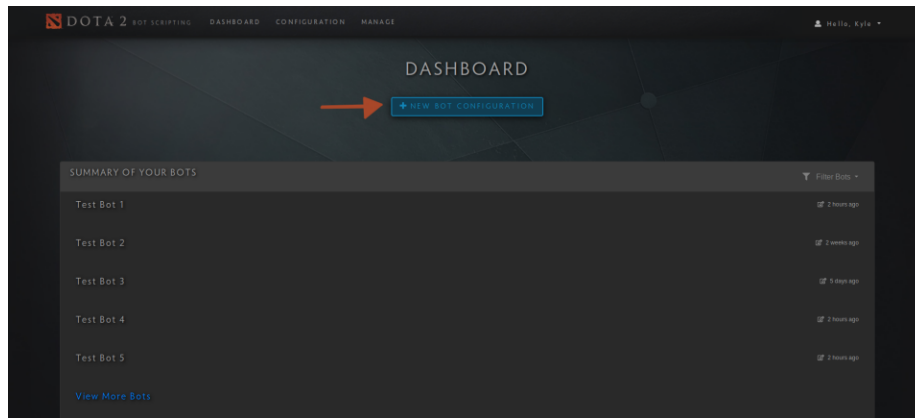 DOTA 2 BOT SCRIPTING DASHBOARD CONFIGURATION MANAGE Hello, Kyle
DASHBOARD
NEW BOT CONFIGURATION
SUMMARY OF YOUR BOTS Filter Bots
Test Bot 1 2 hours ago
Test Bot 2 2 weeks ago
Test Bot 3 5 days ago
Test Bot 4 2 hours ago
Test Bot 5 2 hours ago
View More Bots